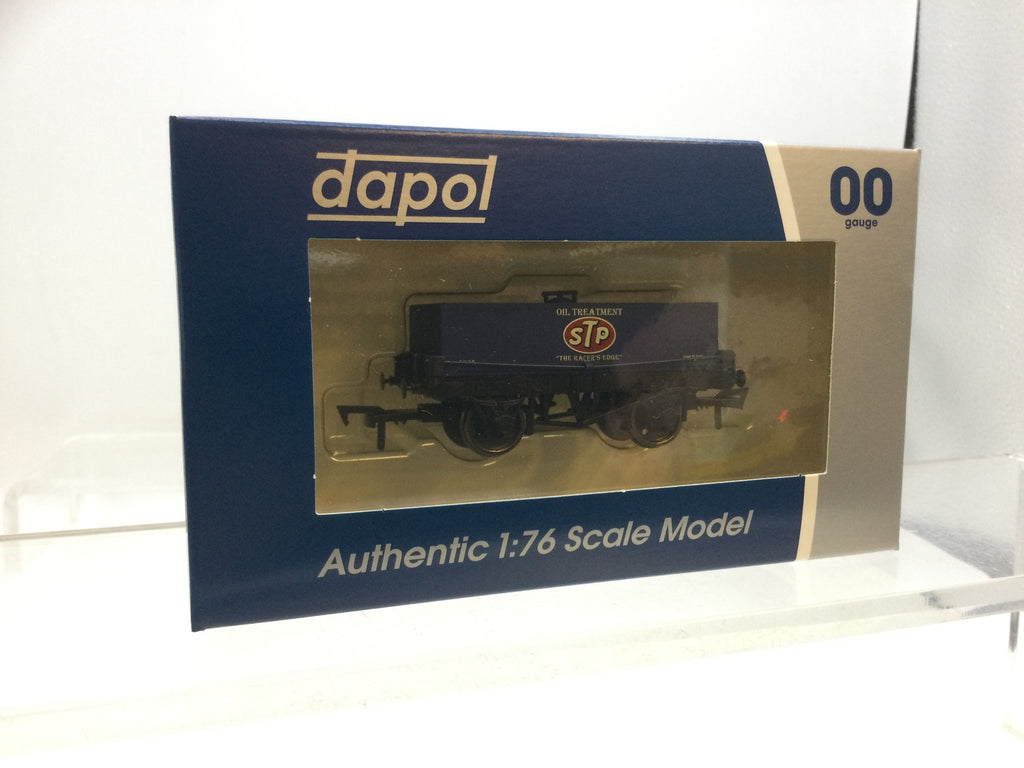 dapol
00
gauge
OIL TREATMENT
STP
"THE RACER'S EDGE"
Authentic 1:76 Scale Model